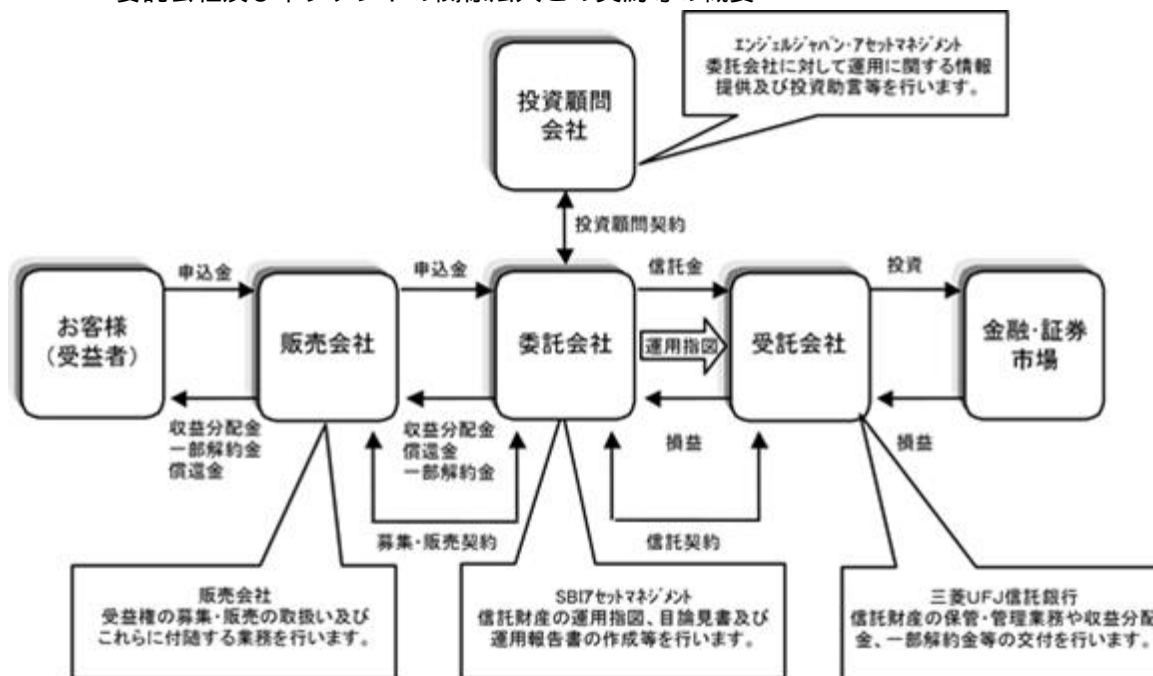 エンジェルジャパン・アセットマネジメント
委託会社に対して運用に関する情報
提供及び投資助言等を行います。
投資顧問
会社
投資顧問契約
申込金
申込金
信託金
投資
お客様
(受益者)
販売会社
委託会社
運用指図
受託会社
金融・証券
市場
収益分配金
一部解約金
償還金
収益分配金
償還金
一部解約金
損益
損益
募集・販売契約
信託契約
販売会社
受益権の募集・販売の取扱い及び
これらに付随する業務を行います。
SBIアセットマネジメント
信託財産の運用指図、目論見書及び
運用報告書の作成等を行います。
三菱UFJ信託銀行
信託財産の保管・管理業務や収益分配
金、一部解約金等の交付を行います。